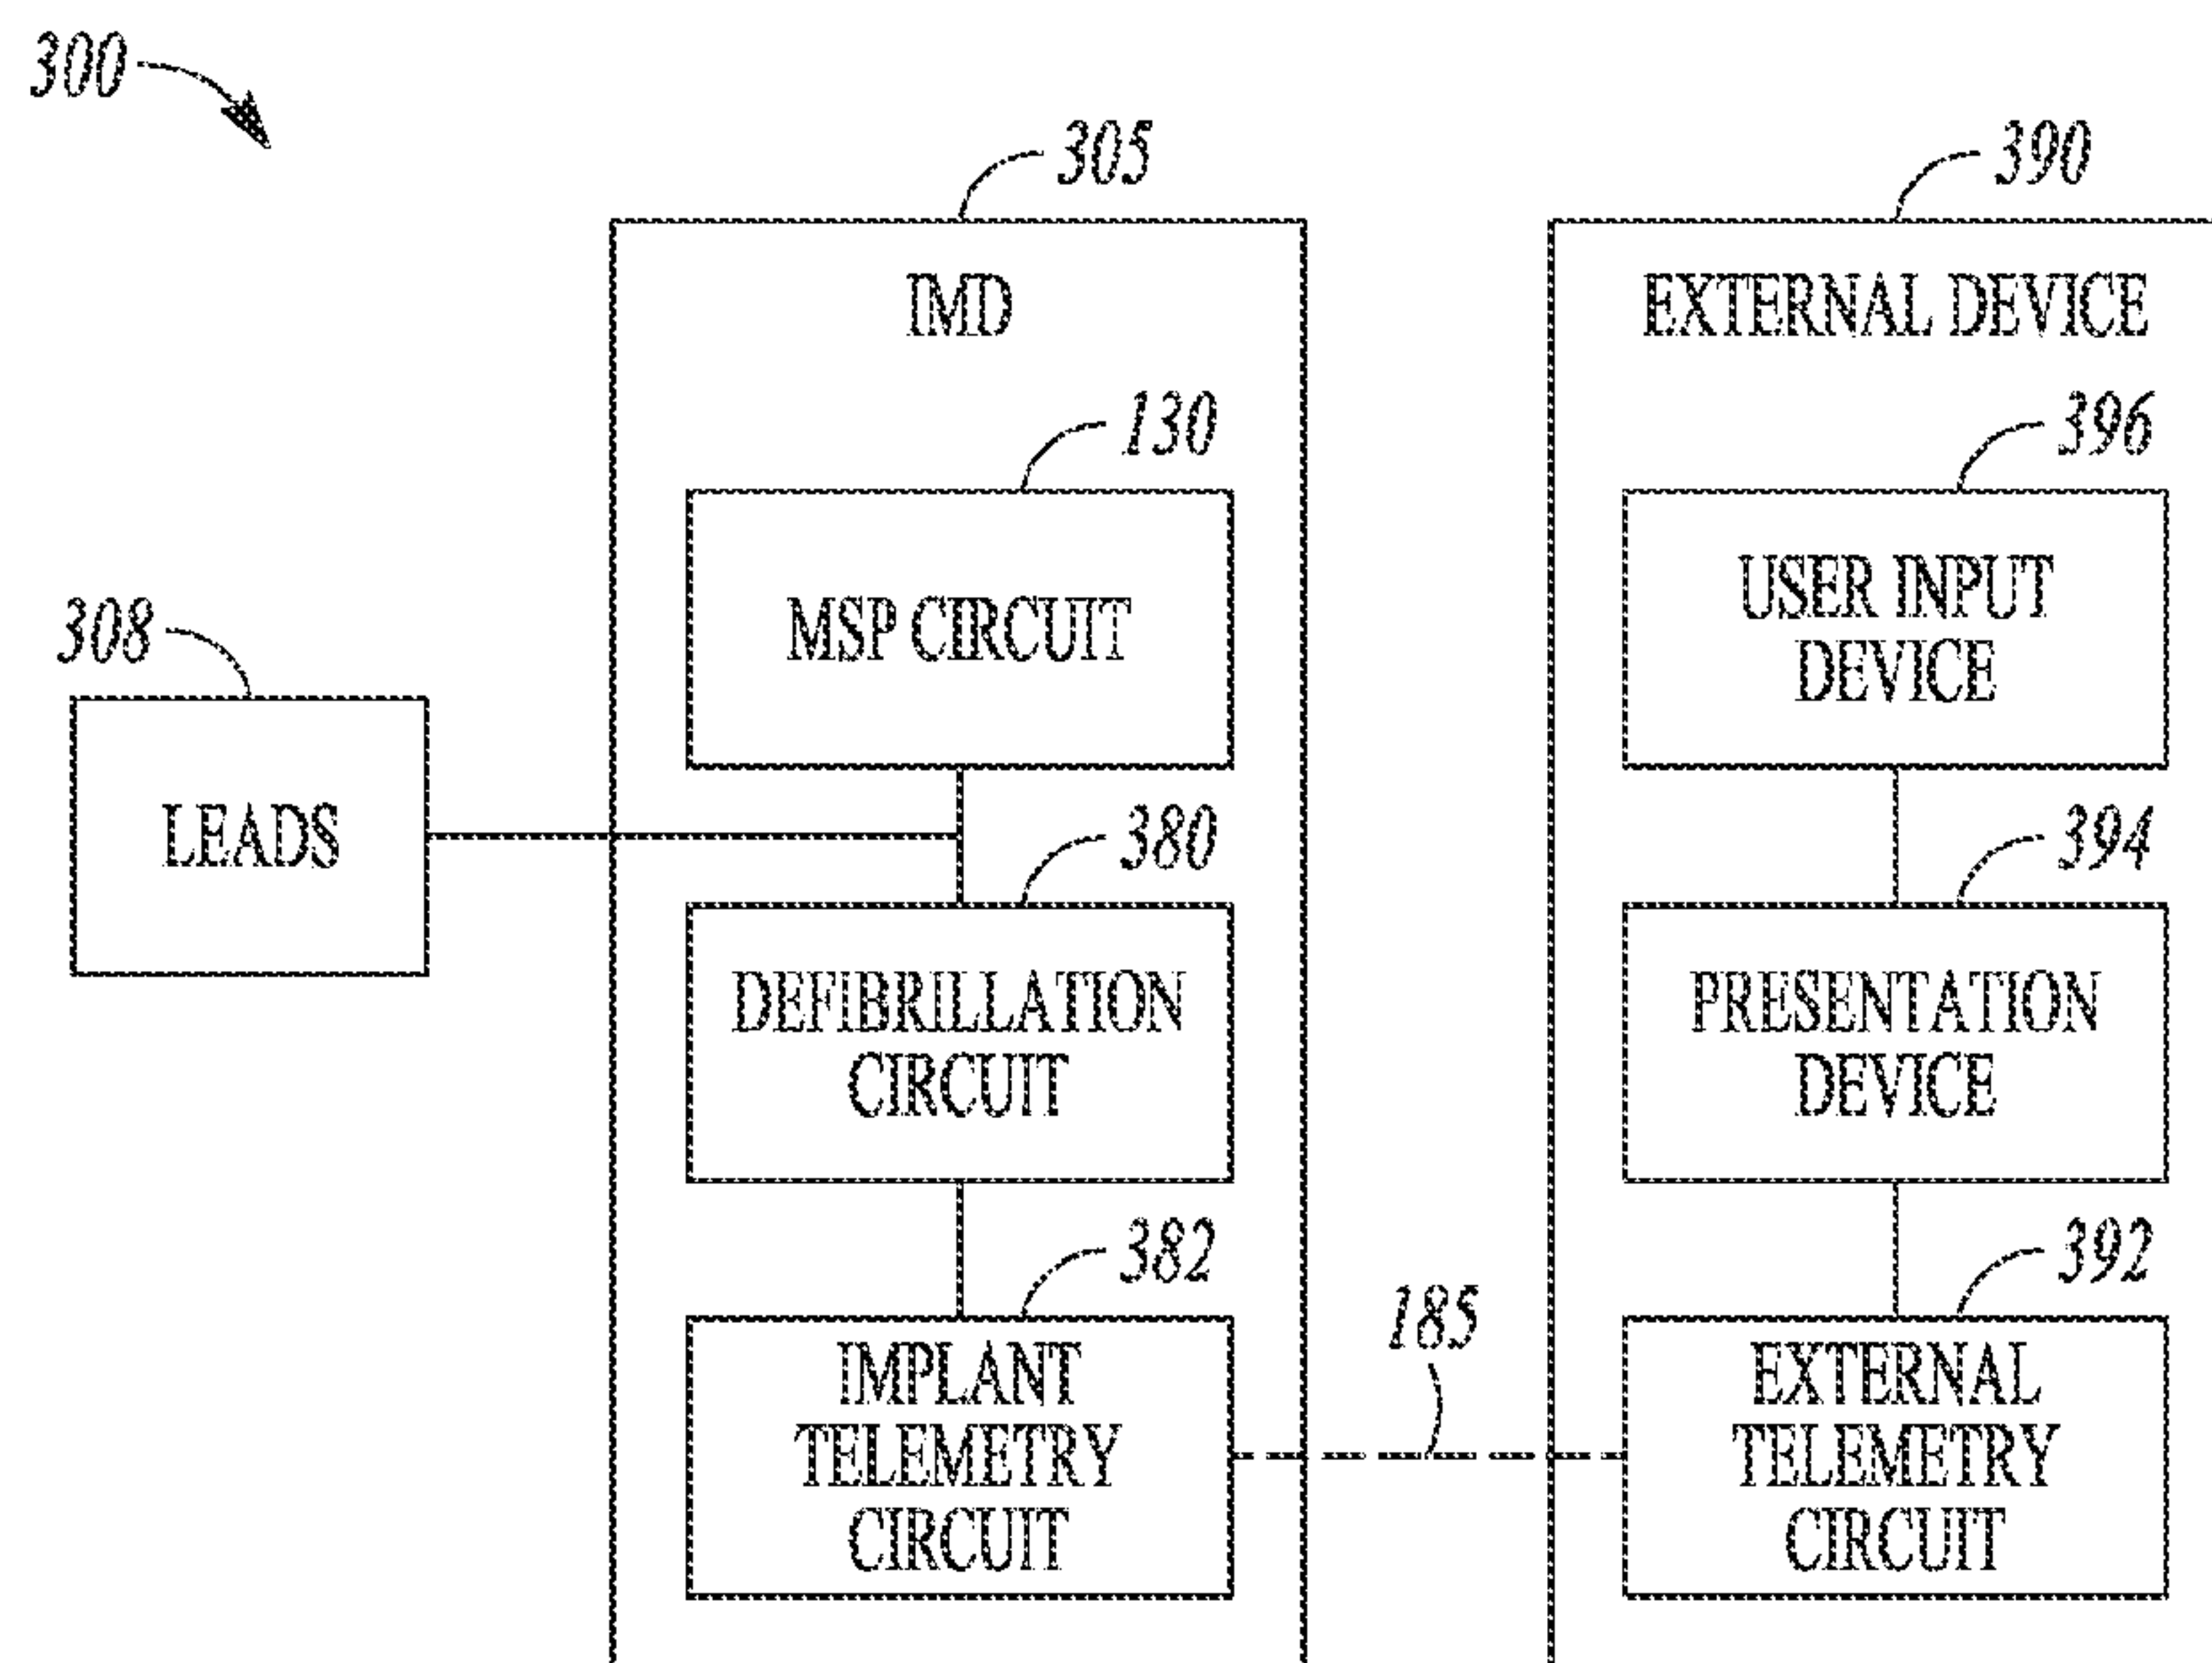 300
305
390
IMD
EXTERNAL DEVICE
130
396
MSP CIRCUIT
USER INPUT
DEVICE
308
LEADS
380
394
DEFIBRILLATION
CIRCUIT
PRESENTATION
DEVICE
382
392
185
IMPLANT
TELEMETRY
CIRCUIT
EXTERNAL
TELEMETRY
CIRCUIT